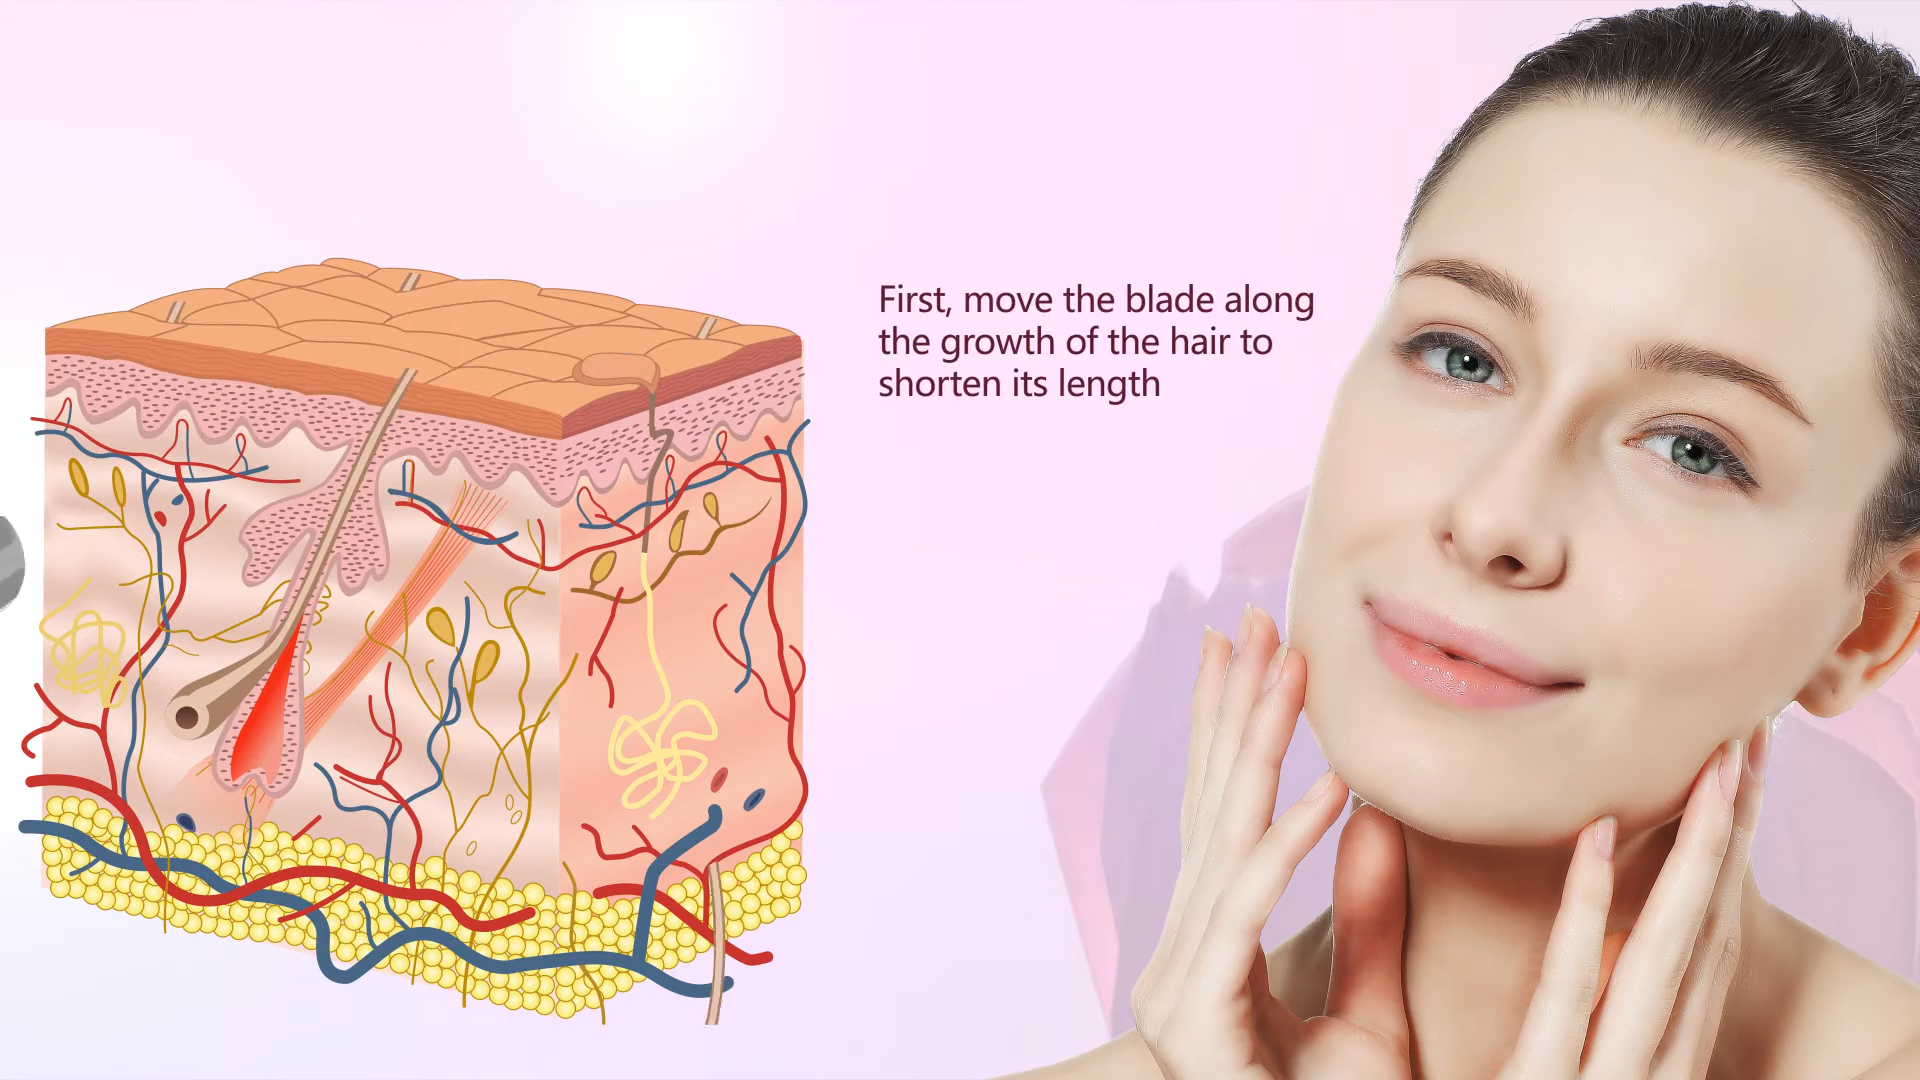 First, move the blade along
the growth of the hair to
shorten its length